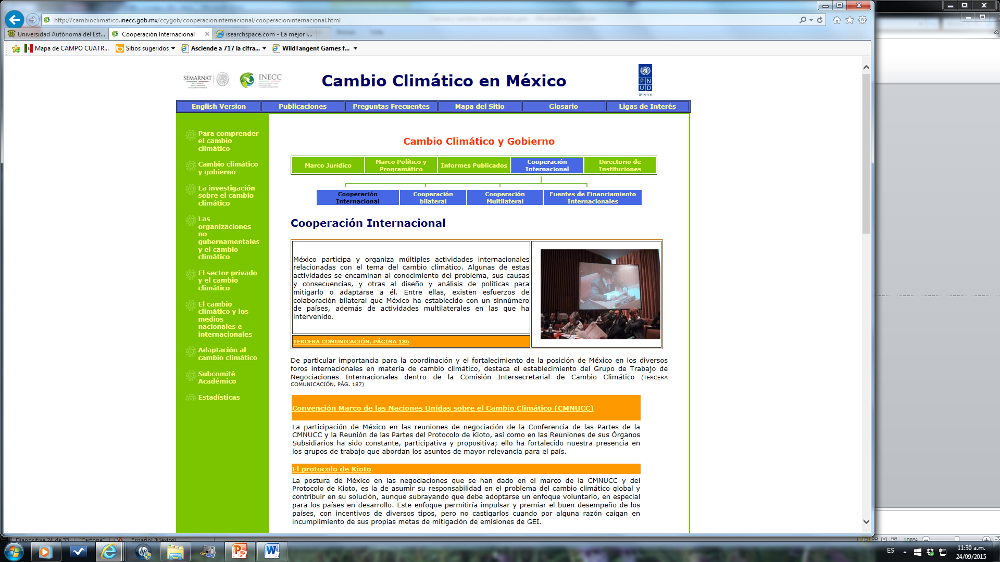 http://cambioclimatico.inecc.gob.mx/ccygob/cooperacioninternacional/cooperacioninternacional.html
Universidad Autónoma del Est...
Cooperación Internacional
isearchspace.com - La mejor i...
Mapa de CAMPO CUATR...
Sitios sugeridos
Asciende a 717 la cifra...
WildTangent Games f...
SEMARNAT
INECC
Cambio Climático en México
PNUD
México
English Version
Publicaciones
Preguntas Frecuentes
Mapa del Sitio
Glosario
Ligas de Interés
Para comprender
el cambio
climático
Cambio climático
y gobierno
La investigación
sobre el cambio
climático
Las
organizaciones
no
gubernamentales
y el cambio
climático
El sector privado
y el cambio
climático
El cambio
climático y los
medios
nacionales e
internacionales
Adaptación al
cambio climático
Subcomité
Académico
Estadísticas
Cambio Climático y Gobierno
Marco Jurídico
Marco Político y
Programático
Informes Publicados
Cooperación
Internacional
Directorio de
Instituciones
Cooperación
Internacional
Cooperación
bilateral
Cooperación
Multilateral
Fuentes de Financiamiento
Internacionales
Cooperación Internacional
México participa y organiza múltiples actividades internacionales
relacionadas con el tema del cambio climático. Algunas de estas
actividades se encaminan al conocimiento del problema, sus causas
y consecuencias, y otras al diseño y análisis de políticas para
mitigarlo o adaptarse a él. Entre ellas, existen esfuerzos de
colaboración bilateral que México ha establecido con un sinnúmero
de países, además de actividades multilaterales en las que ha
intervenido.
TERCERA COMUNICACIÓN, PÁGINA 186
De particular importancia para la coordinación y el fortalecimiento de la posición de México en los diversos
foros internacionales en materia de cambio climático, destaca el establecimiento del Grupo de Trabajo de
Negociaciones Internacionales dentro de la Comisión Intersecretarial de Cambio Climático (TERCERA
COMUNICACIÓN, PÁG. 187)
Convención Marco de las Naciones Unidas sobre el Cambio Climático (CMNUCC)
La participación de México en las reuniones de negociación de la Conferencia de las Partes de la
CMNUCC y la Reunión de las Partes del Protocolo de Kioto, así como en las Reuniones de sus Órganos
Subsidiarios ha sido constante, participativa y propositiva; ello ha fortalecido nuestra presencia en
los grupos de trabajo que abordan los asuntos de mayor relevancia para el país.
El protocolo de Kioto
La postura de México en las negociaciones que se han dado en el marco de la CMNUCC y del
Protocolo de Kioto, es la de asumir su responsabilidad en el problema del cambio climático global y
contribuir en su solución, aunque subrayando que debe adoptarse un enfoque voluntario, en especial
para los países en desarrollo. Este enfoque permitiría impulsar y premiar el buen desempeño de los
países, con incentivos de diversos tipos, pero no castigarlos cuando por alguna razón caigan en
incumplimiento de sus propias metas de mitigación de emisiones de GEI.
Diapositiva 24 de 33
"Cartoné"
Español (México)
108%
ES
11:30 a.m.
24/09/2015